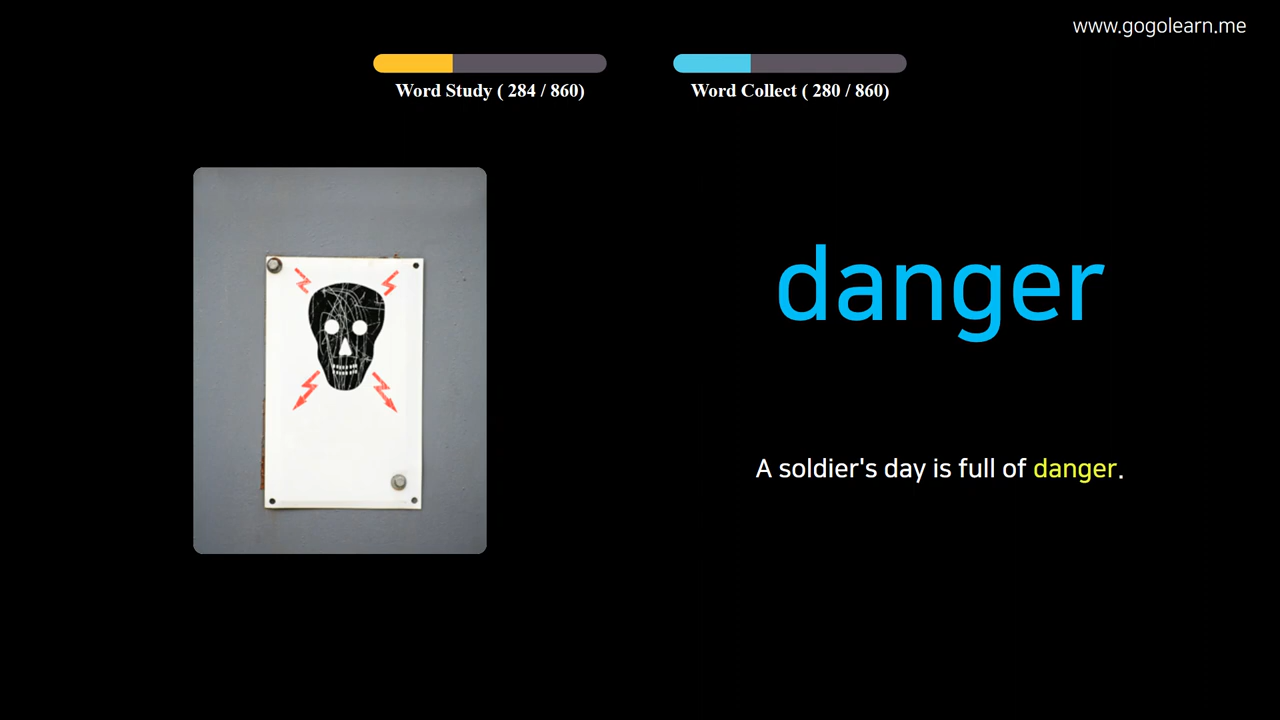 www.gogolearn.me
Word Study ( 284 / 860)
Word Collect ( 280 / 860)
danger
A soldier's day is full of danger.